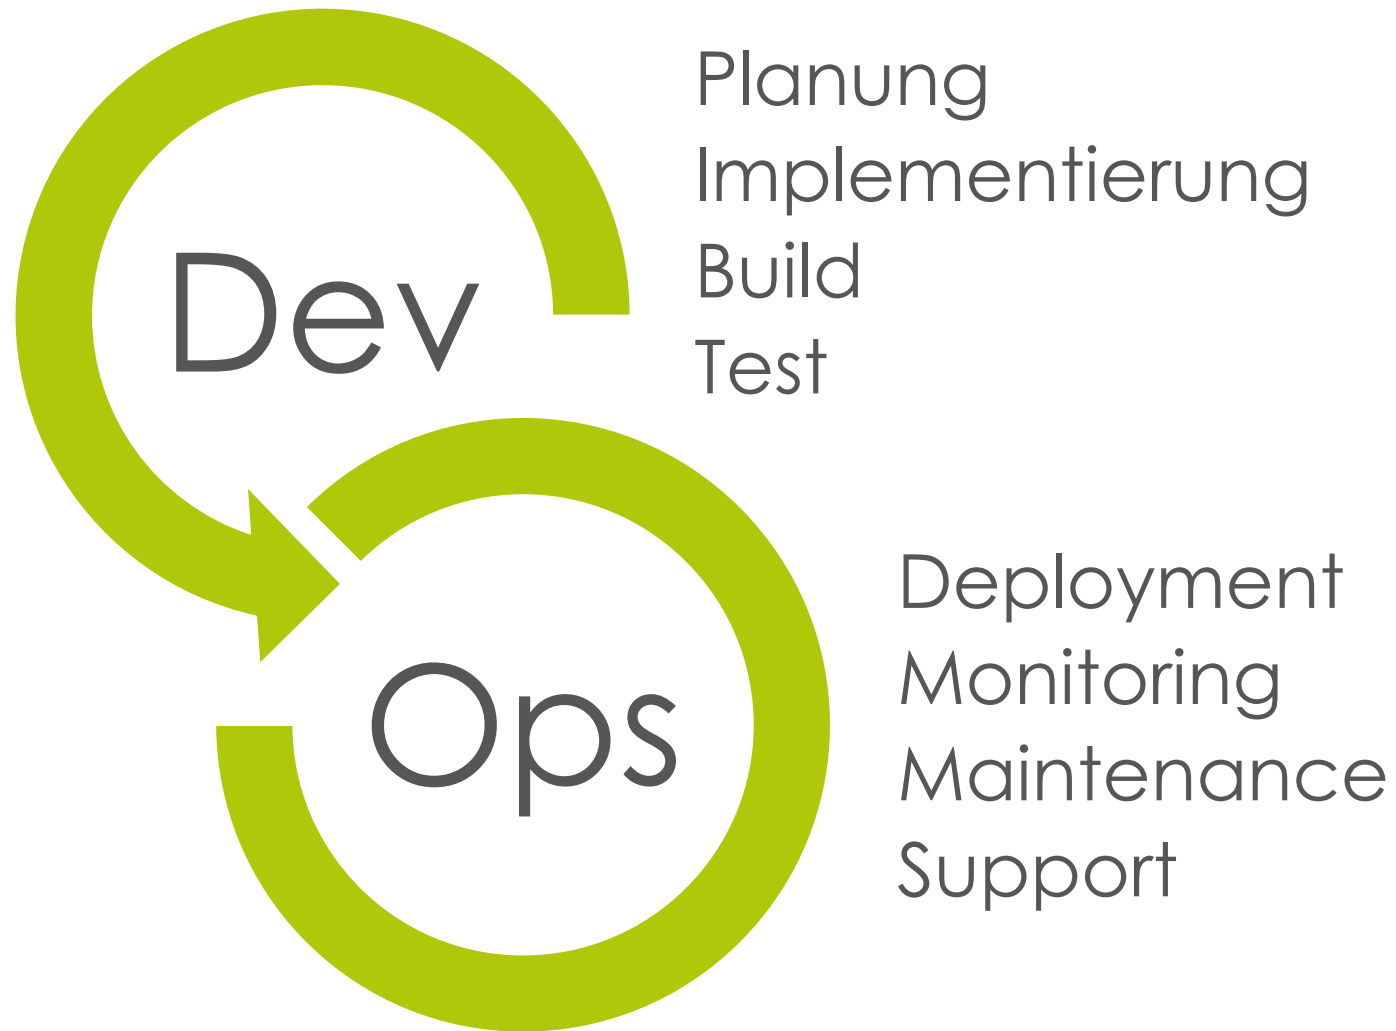 Dev
Planung
Implementierung
Build
Test
Ops
Deployment
Monitoring
Maintenance
Support